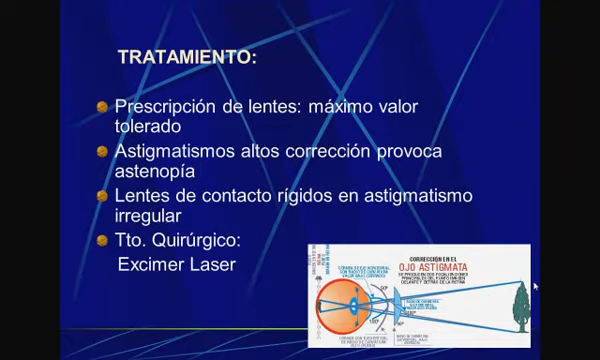 TRATAMIENTO:
Prescripción de lentes: máximo valor
tolerado
Astigmatismos altos corrección provoca
astenopía
Lentes de contacto rígidos en astigmatismo
irregular
Tto. Quirúrgico:
Excimer Laser
CORRECCIÓN EN EL
OJO ASTIGMATA